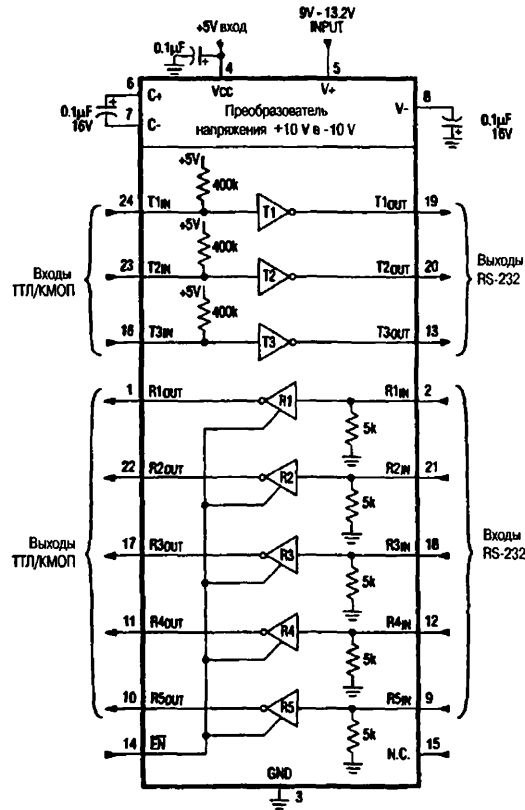 +5V вход
9V - 13.2V
INPUT
0.1µF
4
5
6
C+
VCC
V+
7
C-
0.1µF
16V
Преобразователь
напряжения +10 V в -10 V
V-
8
0.1µF
16V
+5V
400k
24
T1IN
T1
T1OUT
19
+5V
400k
Входы
ТТЛ/КМОП
23
T2IN
T2
T2OUT
20
Выходы
RS-232
+5V
400k
16
T3IN
T3
T3OUT
13
1
R1OUT
R1
R1IN
2
5k
22
R2OUT
R2
R2IN
21
5k
Выходы
ТТЛ/КМОП
17
R3OUT
R3
R3IN
18
Входы
RS-232
5k
11
R4OUT
R4
R4IN
12
5k
10
R5OUT
R5
R5IN
9
5k
14
EN
N.C.
15
GND
3